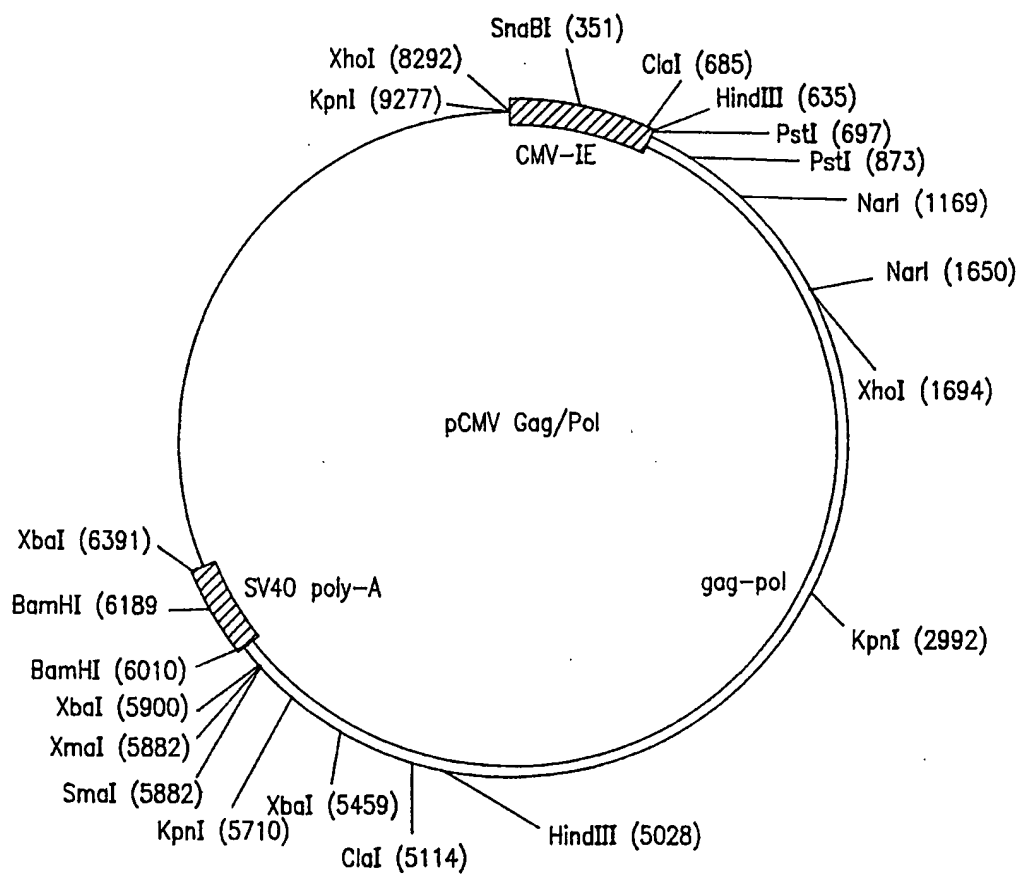 SnaBI (351)
XhoI (8292)
ClaI (685)
KpnI (9277)
HindIII (635)
PstI (697)
CMV-IE
PstI (873)
NarI (1169)
NarI (1650)
XhoI (1694)
pCMV Gag/Pol
XbaI (6391)
SV40 poly-A
gag-pol
BamHI (6189
KpnI (2992)
BamHI (6010)
XbaI (5900)
XmaI (5882)
SmaI (5882)
XbaI (5459)
KpnI (5710)
HindIII (5028)
ClaI (5114)